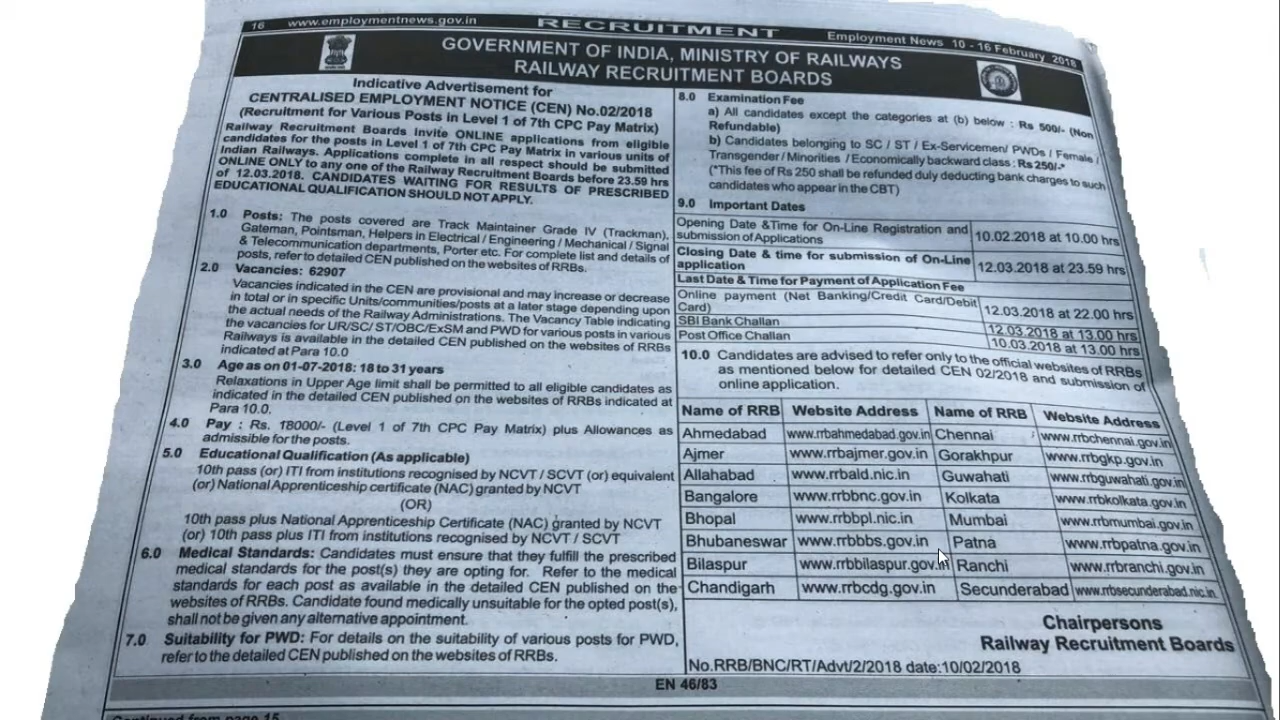 16 www.employmentnews.gov.in RECRUITMENT Employment News 10 - 16 February 2018
GOVERNMENT OF INDIA, MINISTRY OF RAILWAYS
RAILWAY RECRUITMENT BOARDS
Indicative Advertisement for
CENTRALISED EMPLOYMENT NOTICE (CEN) No.02/2018
(Recruitment for Various Posts in Level 1 of 7th CPC Pay Matrix)
Railway Recruitment Boards Invite ONLINE applications from eligible
candidates for the posts in Level 1 of 7th CPC Pay Matrix in various units of
Indian Railways. Applications complete in all respect should be submitted
ONLINE ONLY to any one of the Railway Recruitment Boards before 23.59 hrs
of 12.03.2018. CANDIDATES WAITING FOR RESULTS OF PRESCRIBED
EDUCATIONAL QUALIFICATION SHOULD NOT APPLY.
1.0 Posts: The posts covered are Track Maintainer Grade IV (Trackman),
Gateman, Pointsman, Helpers in Electrical / Engineering / Mechanical / Signal
& Telecommunication departments, Porter etc. For complete list and details of
posts, refer to detailed CEN published on the websites of RRBs.
2.0 Vacancies: 62907
Vacancies indicated in the CEN are provisional and may increase or decrease
in total or in specific Units/communities/posts at a later stage depending upon
the actual needs of the Railway Administrations. The Vacancy Table indicating
the vacancies for UR/SC/ ST/OBC/ExSM and PWD for various posts in various
Railways is available in the detailed CEN published on the websites of RRBs
indicated at Para 10.0
3.0 Age as on 01-07-2018: 18 to 31 years
Relaxations in Upper Age limit shall be permitted to all eligible candidates as
indicated in the detailed CEN published on the websites of RRBs indicated at
Para 10.0.
4.0 Pay : Rs. 18000/- (Level 1 of 7th CPC Pay Matrix) plus Allowances as
admissible for the posts.
5.0 Educational Qualification (As applicable)
10th pass (or) ITI from institutions recognised by NCVT / SCVT (or) equivalent
(or) National Apprenticeship certificate (NAC) granted by NCVT
(OR)
10th pass plus National Apprenticeship Certificate (NAC) granted by NCVT
(or) 10th pass plus ITI from institutions recognised by NCVT / SCVT
6.0 Medical Standards: Candidates must ensure that they fulfill the prescribed
medical standards for the post(s) they are opting for. Refer to the medical
standards for each post as available in the detailed CEN published on the
websites of RRBs. Candidate found medically unsuitable for the opted post(s),
shall not be given any alternative appointment.
7.0 Suitability for PWD: For details on the suitability of various posts for PWD,
refer to the detailed CEN published on the websites of RRBs.
8.0 Examination Fee
a) All candidates except the categories at (b) below : Rs 500/- (Non
Refundable)
b) Candidates belonging to SC / ST / Ex-Servicemen/ PWDs / Female /
Transgender / Minorities / Economically backward class : Rs 250/-*
(*This fee of Rs 250 shall be refunded duly deducting bank charges to such
candidates who appear in the CBT)
9.0 Important Dates
Opening Date &Time for On-Line Registration and
submission of Applications 10.02.2018 at 10.00 hrs
Closing Date & time for submission of On-Line
application 12.03.2018 at 23.59 hrs
Last Date & Time for Payment of Application Fee
Online payment (Net Banking/Credit Card/Debit
Card) 12.03.2018 at 22.00 hrs
SBI Bank Challan 12.03.2018 at 13.00 hrs
Post Office Challan 10.03.2018 at 13.00 hrs
10.0 Candidates are advised to refer only to the official websites of RRBs
as mentioned below for detailed CEN 02/2018 and submission of
online application.
Name of RRB Website Address Name of RRB Website Address
Ahmedabad www.rrbahmedabad.gov.in Chennai www.rrbchennai.gov.in
Ajmer www.rrbajmer.gov.in Gorakhpur www.rrbgkp.gov.in
Allahabad www.rrbald.nic.in Guwahati www.rrbguwahati.gov.in
Bangalore www.rrbbnc.gov.in Kolkata www.rrbkolkata.gov.in
Bhopal www.rrbbpl.nic.in Mumbai www.rrbmumbai.gov.in
Bhubaneswar www.rrbbbs.gov.in Patna www.rrbpatna.gov.in
Bilaspur www.rrbbilaspur.gov.in Ranchi www.rrbranchi.gov.in
Chandigarh www.rrbcdg.gov.in Secunderabad www.rrbsecunderabad.nic.in
Chairpersons
Railway Recruitment Boards
No.RRB/BNC/RT/Advt/2/2018 date:10/02/2018
EN 46/83
Continued from page 15